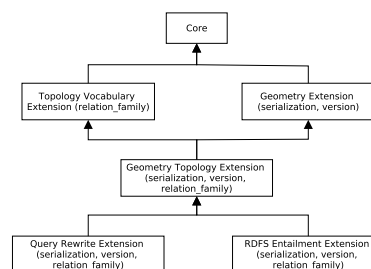 Core
Topology Vocabulary
Extension (relation_family)
Geometry Extension
(serialization, version)
Geometry Topology Extension
(serialization, version,
relation_family)
Query Rewrite Extension
(serialization, version,
relation_family)
RDFS Entailment Extension
(serialization, version,
relation_family)